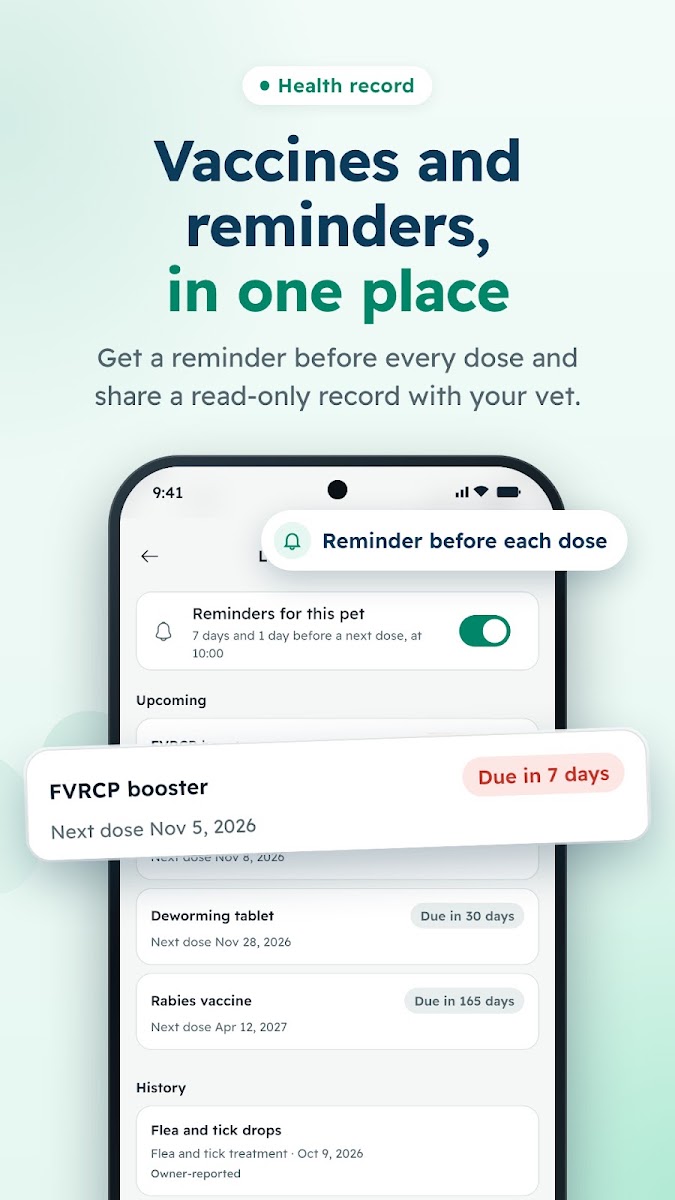 Health record
Vaccines and
reminders,
in one place
Get a reminder before every dose and
share a read-only record with your vet.
9:41
Reminder before each dose
Reminders for this pet
7 days and 1 day before a next dose, at
10:00
Upcoming
FVRCP booster
Due in 7 days
Next dose Nov 5, 2026
Next dose Nov 8, 2026
Deworming tablet
Due in 30 days
Next dose Nov 28, 2026
Rabies vaccine
Due in 165 days
Next dose Apr 12, 2027
History
Flea and tick drops
Flea and tick treatment · Oct 9, 2026
Owner-reported